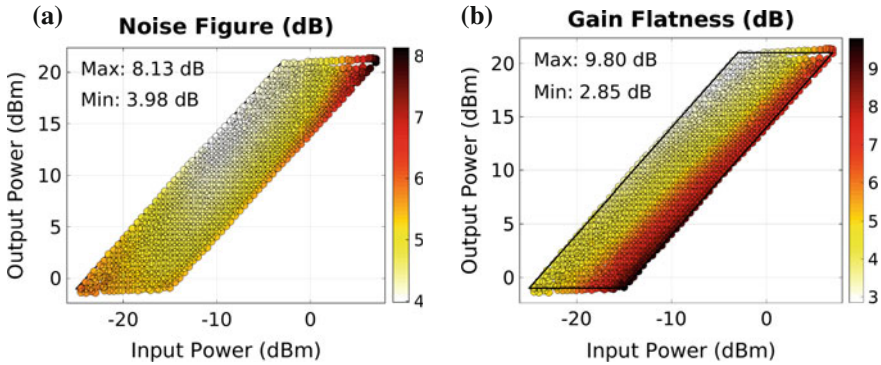 (a)
Noise Figure (dB)
Max: 8.13 dB
Min: 3.98 dB
Output Power (dBm)
20
15
10
5
0
-20
-10
0
Input Power (dBm)
8
7
6
5
4
(b)
Gain Flatness (dB)
Max: 9.80 dB
Min: 2.85 dB
Output Power (dBm)
20
15
10
5
0
-20
-10
0
Input Power (dBm)
9
8
7
6
5
4
3